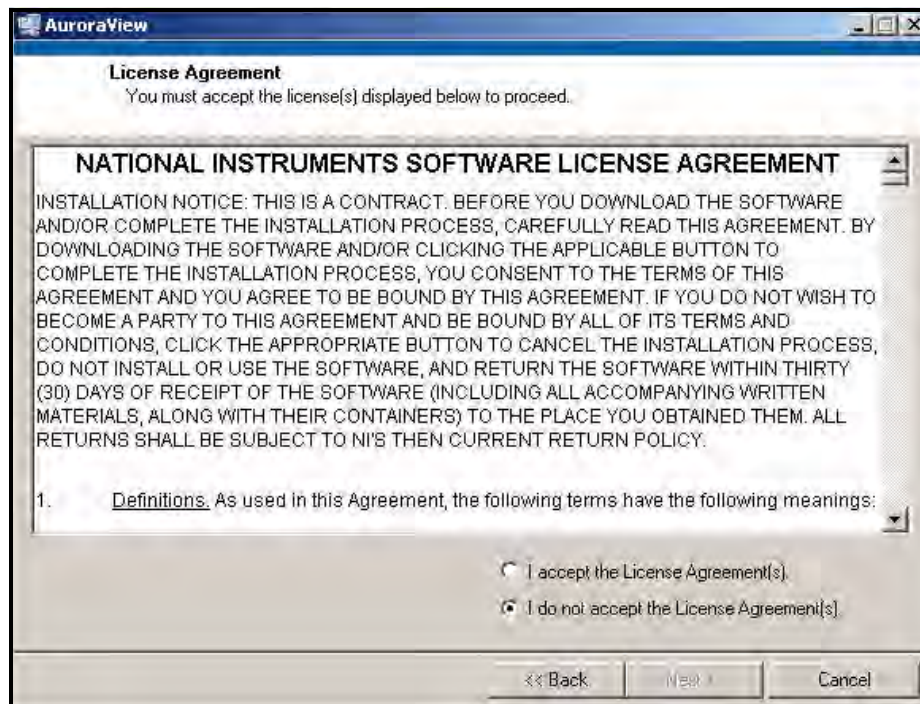 AuroraView
License Agreement
You must accept the license(s) displayed below to proceed.
NATIONAL INSTRUMENTS SOFTWARE LICENSE AGREEMENT
INSTALLATION NOTICE: THIS IS A CONTRACT. BEFORE YOU DOWNLOAD THE SOFTWARE
AND/OR COMPLETE THE INSTALLATION PROCESS, CAREFULLY READ THIS AGREEMENT. BY
DOWNLOADING THE SOFTWARE AND/OR CLICKING THE APPLICABLE BUTTON TO
COMPLETE THE INSTALLATION PROCESS, YOU CONSENT TO THE TERMS OF THIS
AGREEMENT AND YOU AGREE TO BE BOUND BY THIS AGREEMENT. IF YOU DO NOT WISH TO
BECOME A PARTY TO THIS AGREEMENT AND BE BOUND BY ALL OF ITS TERMS AND
CONDITIONS, CLICK THE APPROPRIATE BUTTON TO CANCEL THE INSTALLATION PROCESS,
DO NOT INSTALL OR USE THE SOFTWARE, AND RETURN THE SOFTWARE WITHIN THIRTY
(30) DAYS OF RECEIPT OF THE SOFTWARE (INCLUDING ALL ACCOMPANYING WRITTEN
MATERIALS, ALONG WITH THEIR CONTAINERS) TO THE PLACE YOU OBTAINED THEM. ALL
RETURNS SHALL BE SUBJECT TO NI'S THEN CURRENT RETURN POLICY.
1. Definitions. As used in this Agreement, the following terms have the following meanings:
I accept the License Agreement(s).
I do not accept the License Agreement(s).
<< Back Next > Cancel